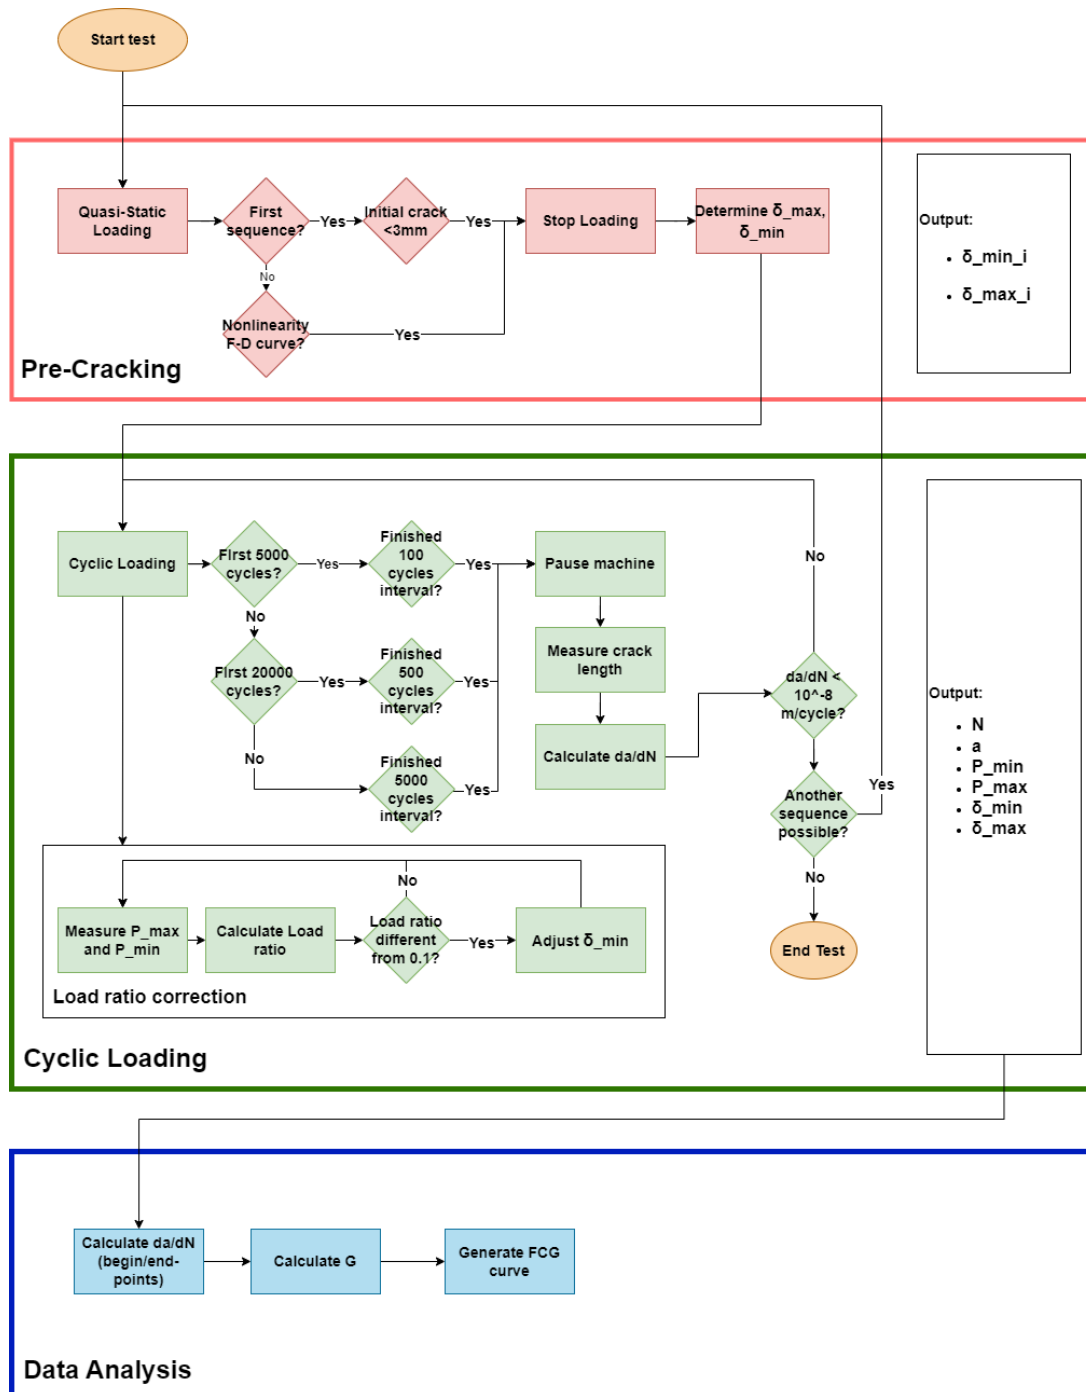 Start test
Quasi-Static
Loading
First
sequence?
Yes
Initial crack
<3mm
Yes
Stop Loading
Determine δ_max,
δ_min
No
Nonlinearity
F-D curve?
Yes
Pre-Cracking
Output:
• δ_min_i
• δ_max_i
Cyclic Loading
First 5000
cycles?
Yes
Finished
100
cycles
interval?
Yes
Pause machine
No
No
First 20000
cycles?
Yes
Finished
500
cycles
interval?
Yes
Measure crack
length
da/dN <
10^-8
m/cycle?
No
Finished
5000
cycles
interval?
Yes
Calculate da/dN
Another
sequence
possible?
Yes
No
End Test
Measure P_max
and P_min
Calculate Load
ratio
No
Load ratio
different
from 0.1?
Yes
Adjust δ_min
Load ratio correction
Cyclic Loading
Output:
• N
• a
• P_min
• P_max
• δ_min
• δ_max
Calculate da/dN
(begin/end-
points)
Calculate G
Generate FCG
curve
Data Analysis